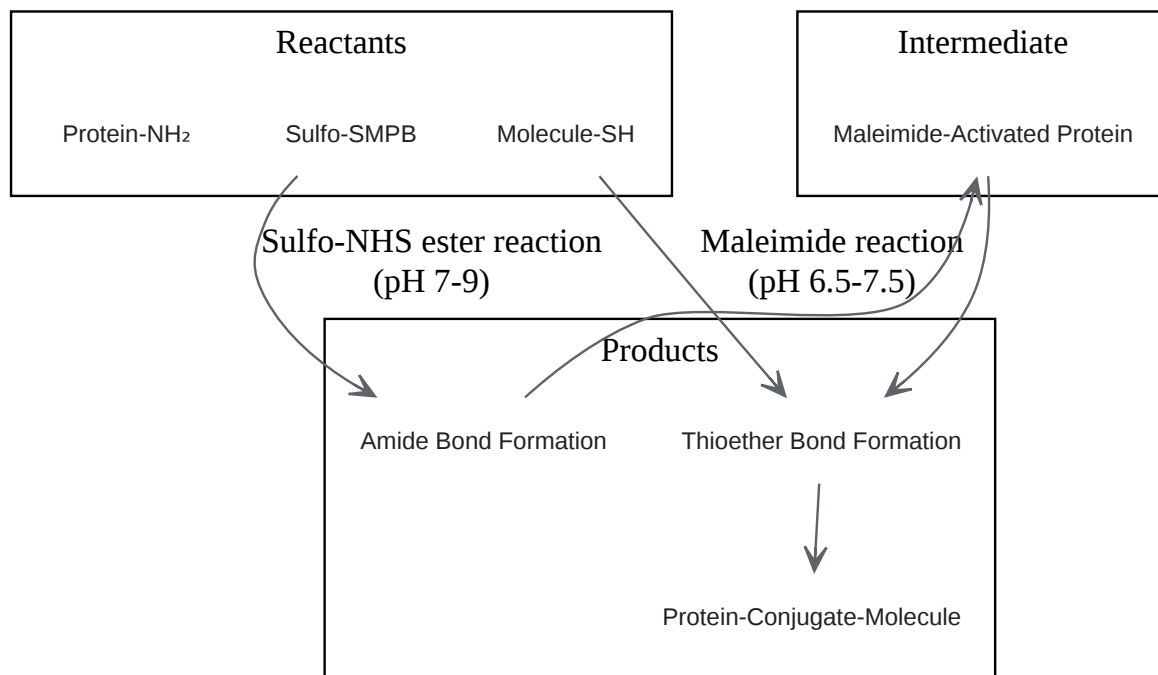 Reactants
Intermediate
Protein-NH₂
Sulfo-SMPB
Molecule-SH
Maleimide-Activated Protein
Sulfo-NHS ester reaction
(pH 7-9)
Maleimide reaction
(pH 6.5-7.5)
Products
Amide Bond Formation
Thioether Bond Formation
Protein-Conjugate-Molecule